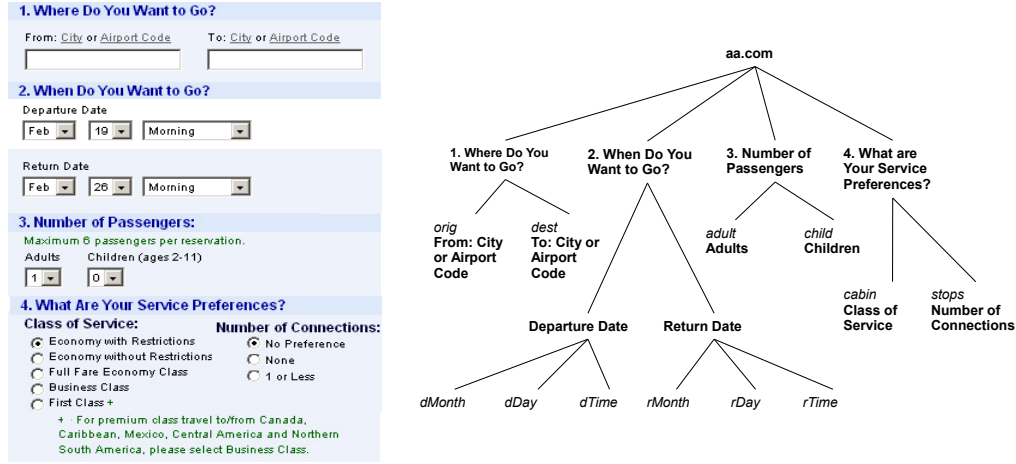 1. Where Do You Want to Go?
From: City or Airport Code To: City or Airport Code
2. When Do You Want to Go?
Departure Date
Feb 19 Morning
Return Date
Feb 26 Morning
3. Number of Passengers:
Maximum 6 passengers per reservation.
Adults Children (ages 2-11)
1 0
4. What Are Your Service Preferences?
Class of Service: Number of Connections:
Economy with Restrictions No Preference
Economy without Restrictions None
Full Fare Economy Class 1 or Less
Business Class
First Class +
+ · For premium class travel to/from Canada,
Caribbean, Mexico, Central America and Northern
South America, please select Business Class.
aa.com
1. Where Do You
Want to Go?
2. When Do You
Want to Go?
3. Number of
Passengers
4. What are
Your Service
Preferences?
orig
From: City
or Airport
Code
dest
To: City or
Airport
Code
adult
Adults
child
Children
cabin
Class of
Service
stops
Number of
Connections
Departure Date Return Date
dMonth dDay dTime rMonth rDay rTime